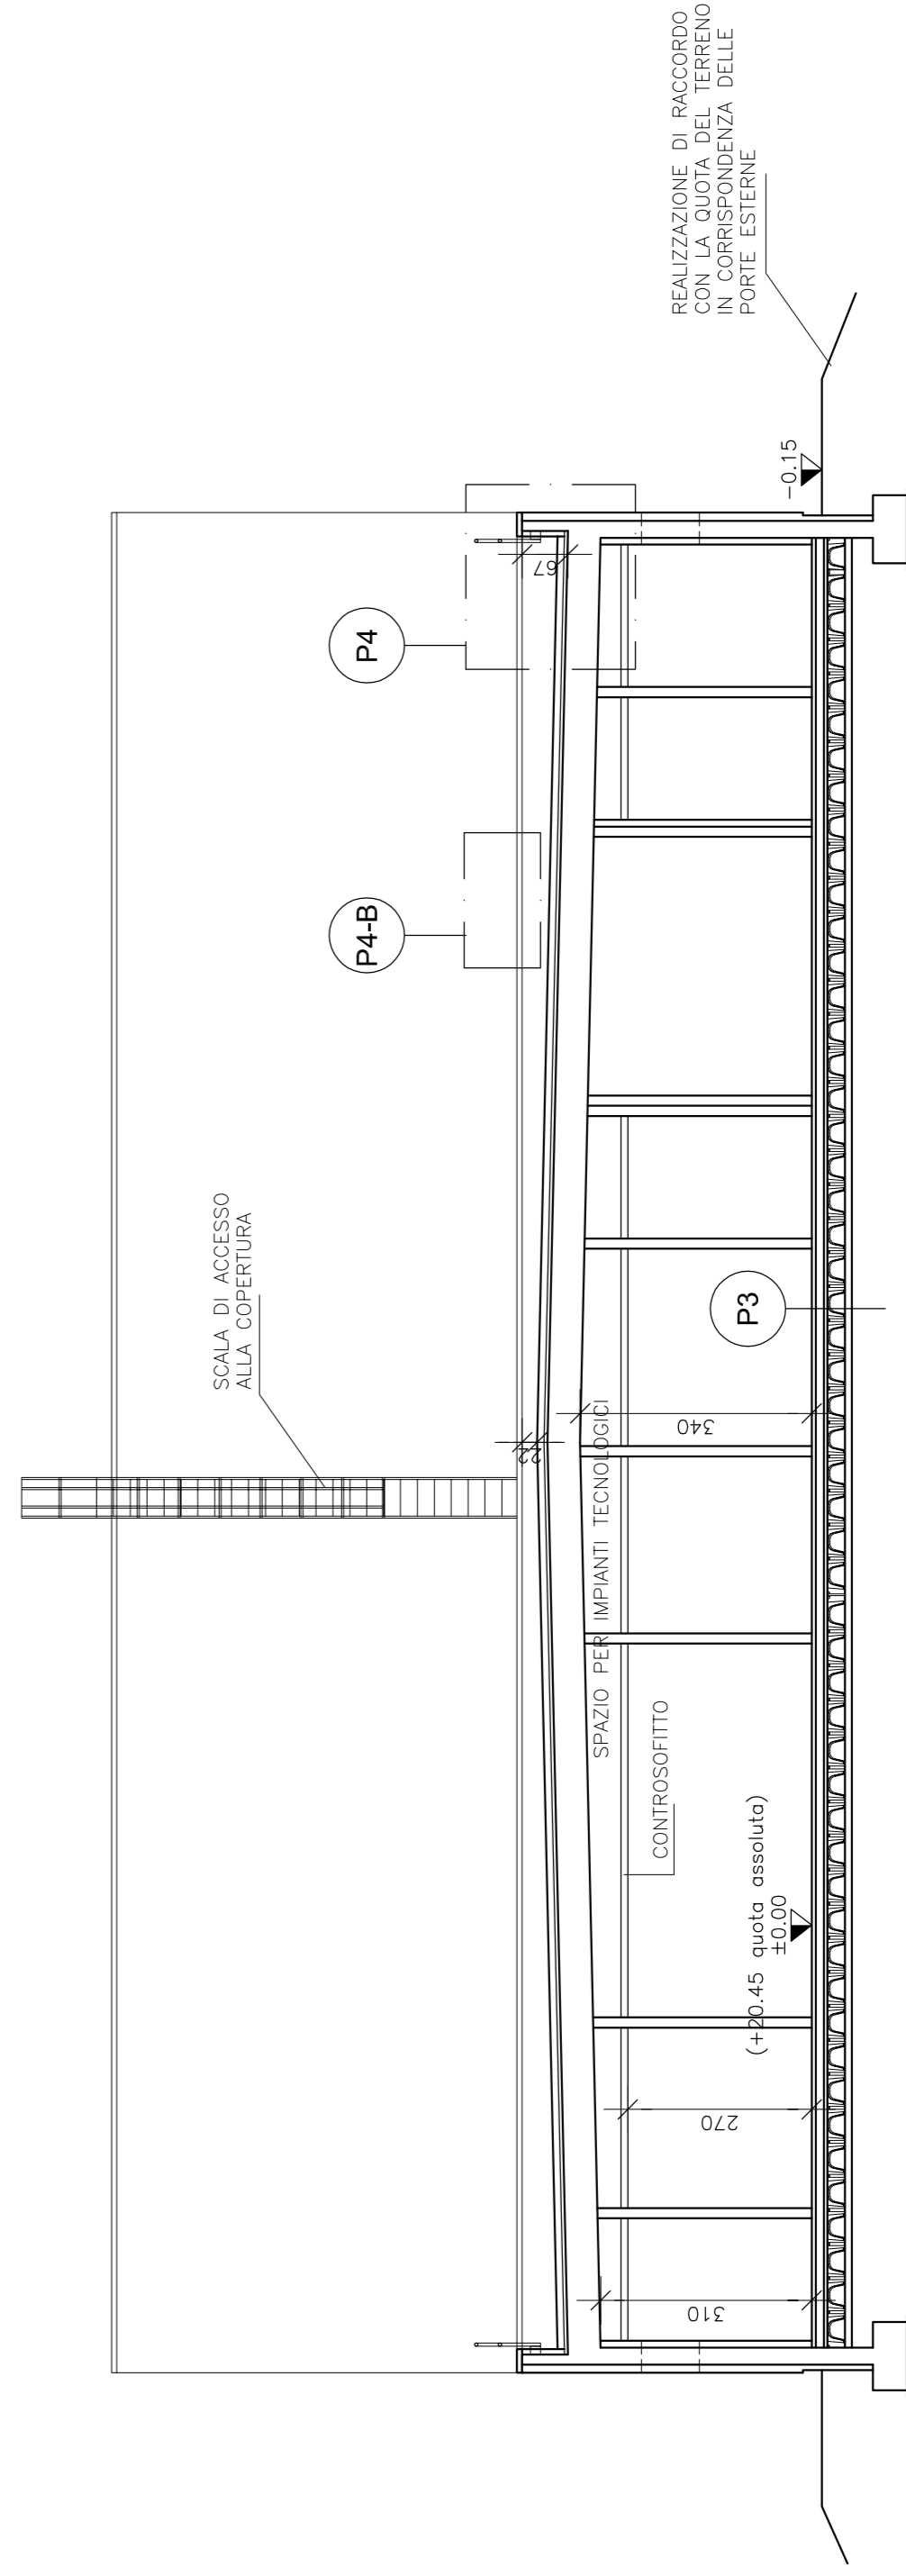 SCALA DI ACCESSO
ALLA COPERTURA
P4-B
P4
REALIZZAZIONE DI RACCORDO
CON LA QUOTA DEL TERRENO
IN CORRISPONDENZA DELLE
PORTE ESTERNE
67
22
SPAZIO PER IMPIANTI TECNOLOGICI
CONTROSOFITTO
310
270
(+20.45 quota assoluta)
±0.00
340
P3
-0.15